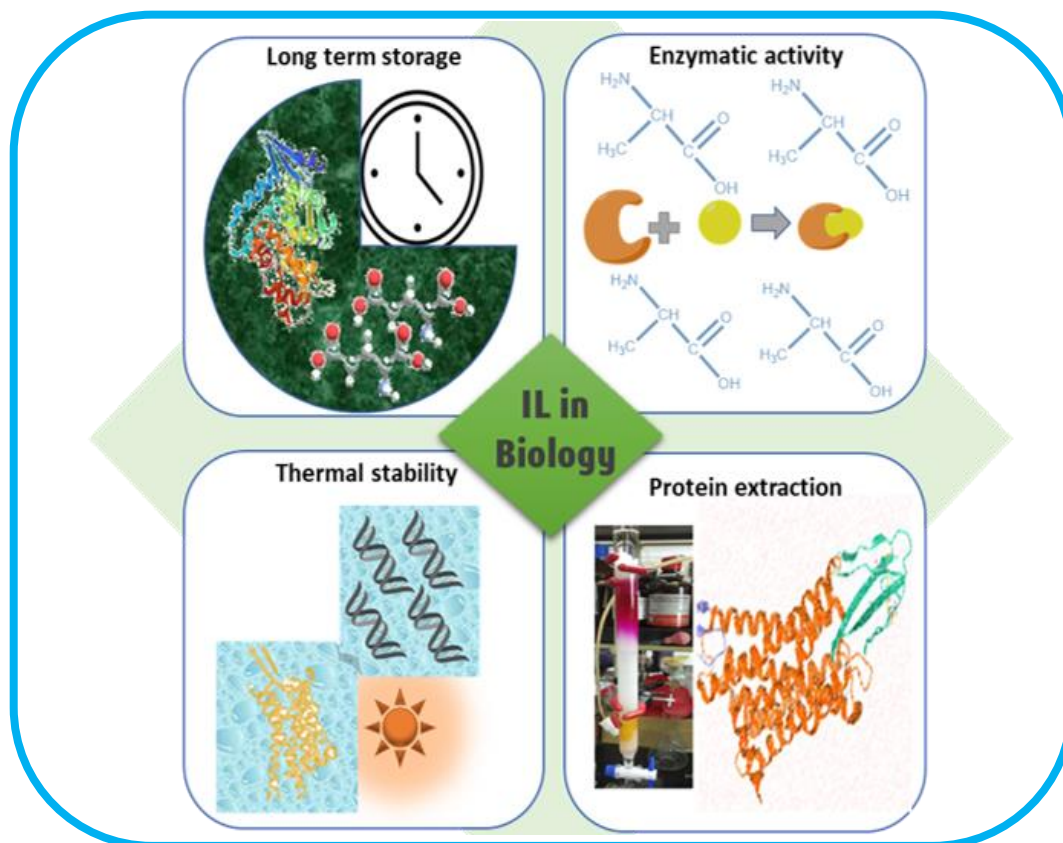 Long term storage
Enzymatic activity
H₂N
CH
H₃C
C
O
OH
H₂N
CH
H₃C
C
O
OH
H₂N
CH
H₃C
C
O
OH
H₂N
CH
H₃C
C
O
OH
IL in
Biology
Thermal stability
Protein extraction